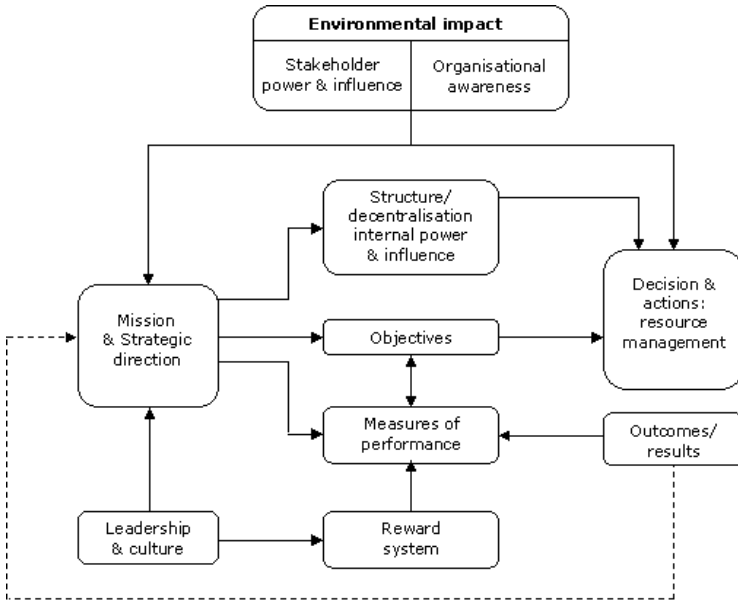 Environmental impact
Stakeholder
power & influence
Organisational
awareness
Structure/
decentralisation
internal power
& influence
Decision &
actions:
resource
management
Mission
& Strategic
direction
Objectives
Measures of
performance
Outcomes/
results
Leadership
& culture
Reward
system